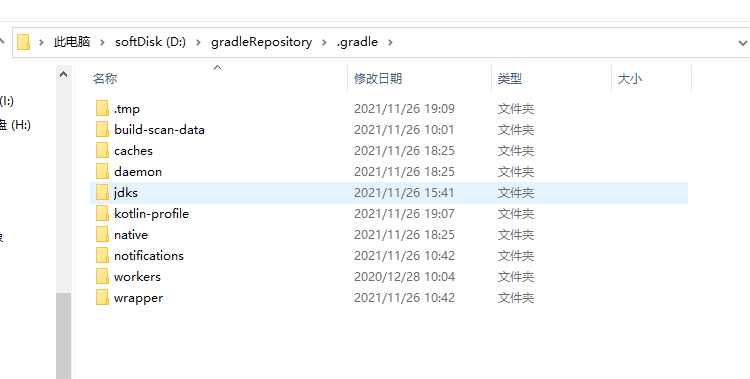 此电脑 › softDisk (D:) › gradleRepository › .gradle ›
名称 修改日期 类型 大小
(I:)
盘 (H:)
.tmp 2021/11/26 19:09 文件夹
build-scan-data 2021/11/26 10:01 文件夹
caches 2021/11/26 18:25 文件夹
daemon 2021/11/26 18:25 文件夹
jdks 2021/11/26 15:41 文件夹
kotlin-profile 2021/11/26 19:07 文件夹
native 2021/11/26 18:25 文件夹
notifications 2021/11/26 10:42 文件夹
workers 2020/12/28 10:04 文件夹
wrapper 2021/11/26 10:42 文件夹